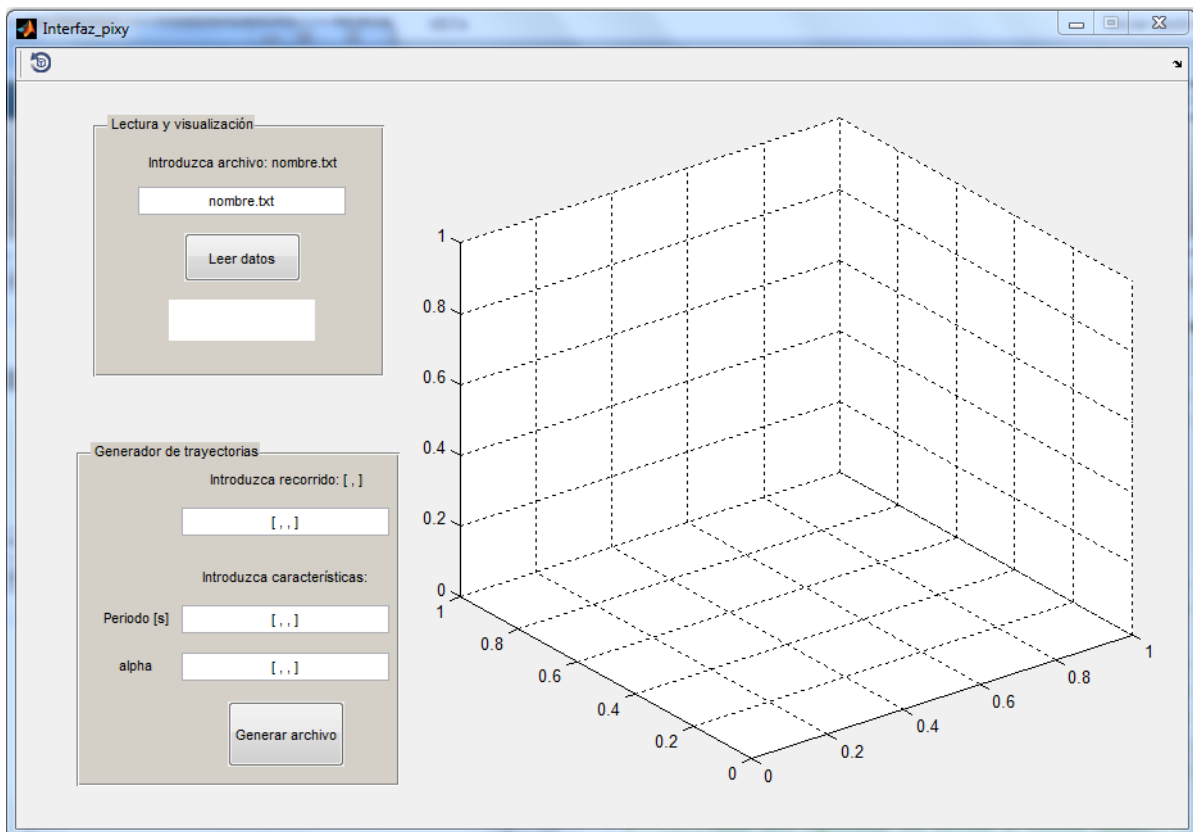 Interfaz_pixy
Lectura y visualización
Introduzca archivo: nombre.txt
nombre.txt
Leer datos
Generador de trayectorias
Introduzca recorrido: [ , ]
[ , , ]
Introduzca características:
Periodo [s]
[ , , ]
alpha
[ , , ]
Generar archivo
1
0.8
0.6
0.4
0.2
0
1
0.8
0.6
0.4
0.2
0
0
0.2
0.4
0.6
0.8
1